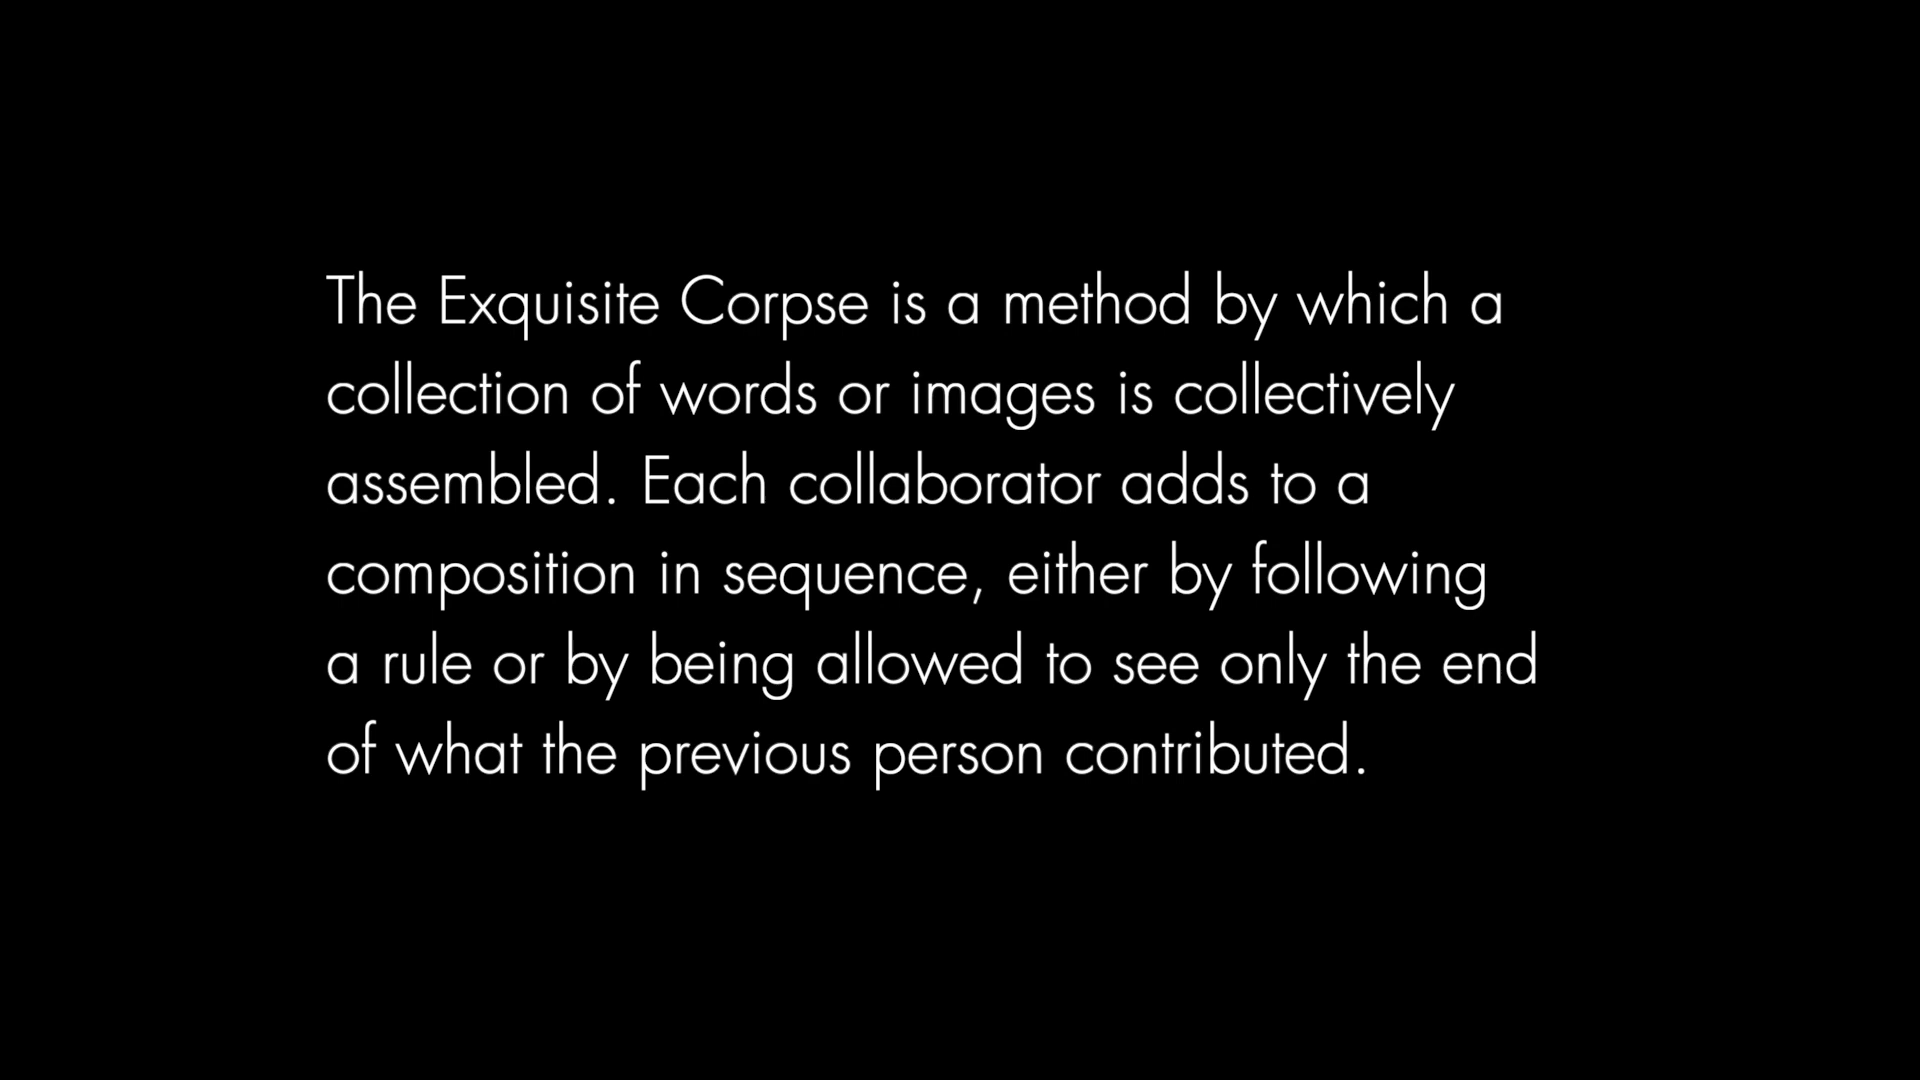 The Exquisite Corpse is a method by which a
collection of words or images is collectively
assembled. Each collaborator adds to a
composition in sequence, either by following
a rule or by being allowed to see only the end
of what the previous person contributed.